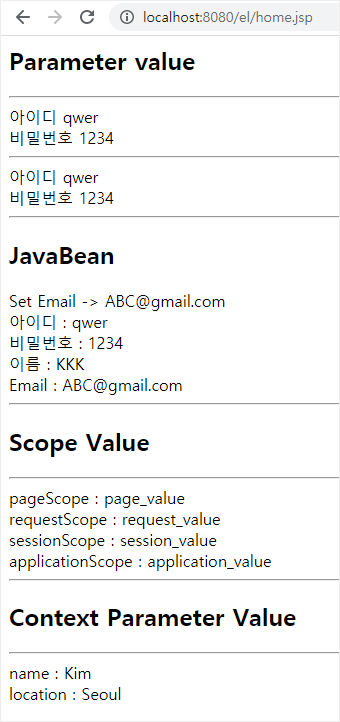 localhost:8080/el/home.jsp
Parameter value
아이디 qwer
비밀번호 1234
아이디 qwer
비밀번호 1234
JavaBean
Set Email -> ABC@gmail.com
아이디 : qwer
비밀번호 : 1234
이름 : KKK
Email : ABC@gmail.com
Scope Value
pageScope : page_value
requestScope : request_value
sessionScope : session_value
applicationScope : application_value
Context Parameter Value
name : Kim
location : Seoul